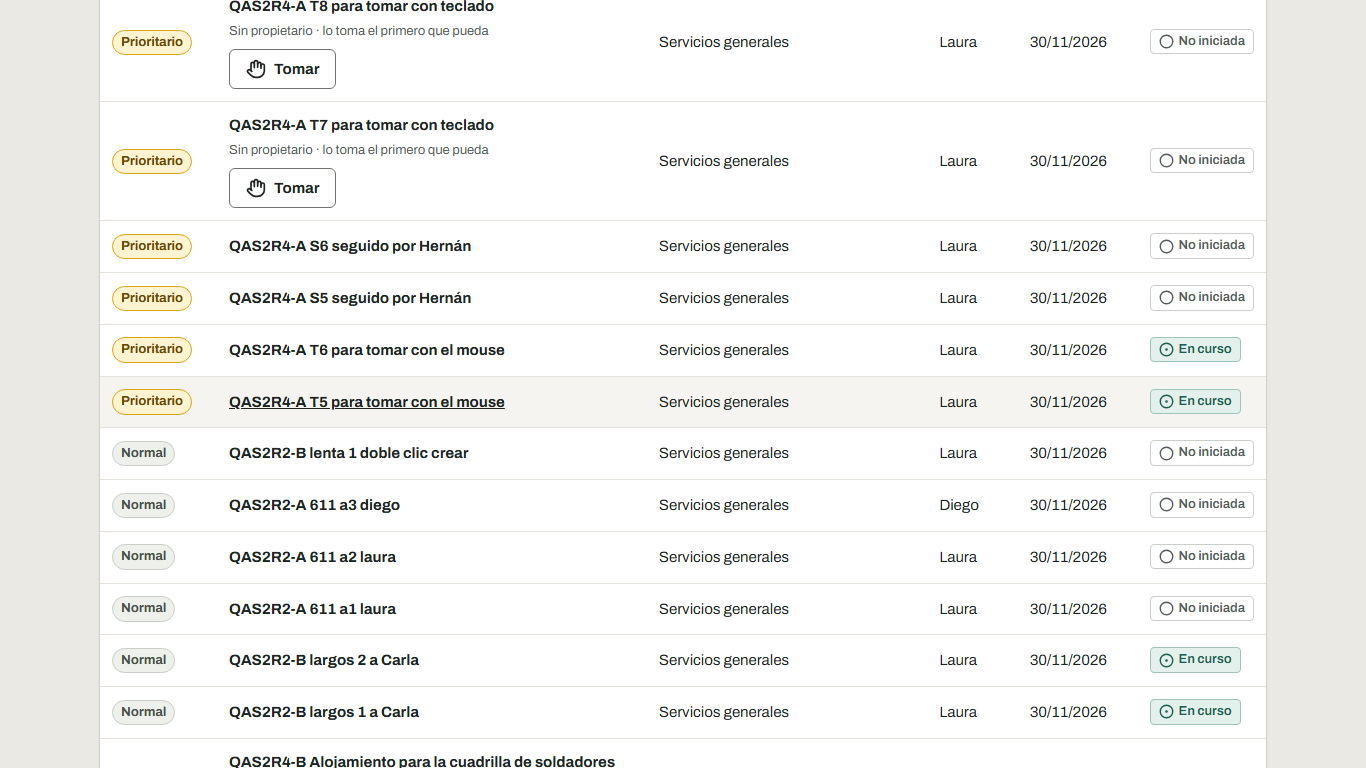 QAS2R4-A T8 para tomar con teclado
Prioritario
Sin propietario · lo toma el primero que pueda
Servicios generales
Laura
30/11/2026
No iniciada
Tomar
QAS2R4-A T7 para tomar con teclado
Prioritario
Sin propietario · lo toma el primero que pueda
Servicios generales
Laura
30/11/2026
No iniciada
Tomar
Prioritario QAS2R4-A S6 seguido por Hernán Servicios generales Laura 30/11/2026 No iniciada
Prioritario QAS2R4-A S5 seguido por Hernán Servicios generales Laura 30/11/2026 No iniciada
Prioritario QAS2R4-A T6 para tomar con el mouse Servicios generales Laura 30/11/2026 En curso
Prioritario QAS2R4-A T5 para tomar con el mouse Servicios generales Laura 30/11/2026 En curso
Normal QAS2R2-B lenta 1 doble clic crear Servicios generales Laura 30/11/2026 No iniciada
Normal QAS2R2-A 611 a3 diego Servicios generales Diego 30/11/2026 No iniciada
Normal QAS2R2-A 611 a2 laura Servicios generales Laura 30/11/2026 No iniciada
Normal QAS2R2-A 611 a1 laura Servicios generales Laura 30/11/2026 No iniciada
Normal QAS2R2-B largos 2 a Carla Servicios generales Laura 30/11/2026 En curso
Normal QAS2R2-B largos 1 a Carla Servicios generales Laura 30/11/2026 En curso
QAS2R4-B Alojamiento para la cuadrilla de soldadores